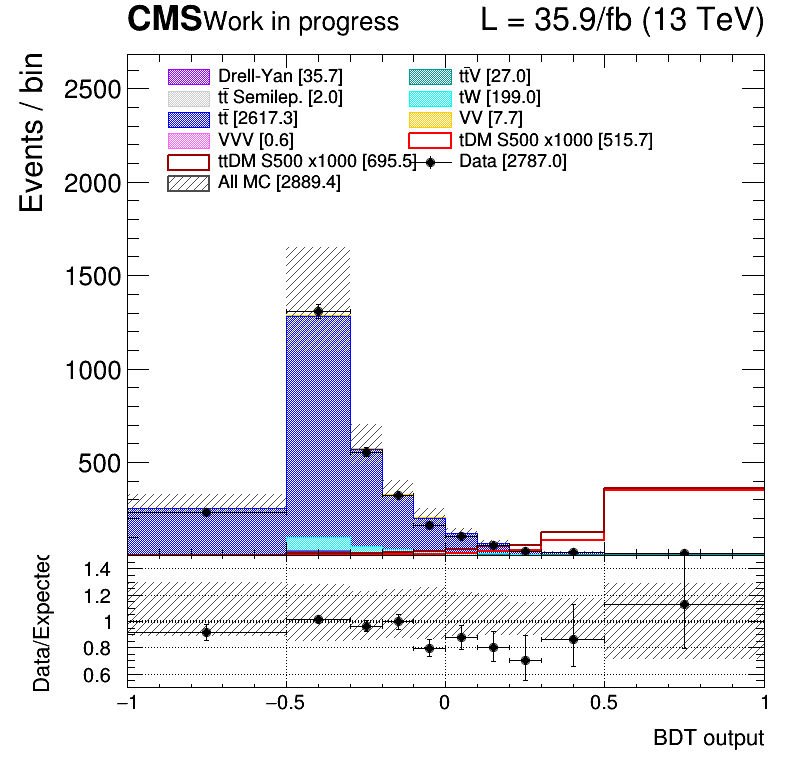 CMS Work in progress L = 35.9/fb (13 TeV)
Events / bin
2500
2000
1500
1000
500
Drell-Yan [35.7]
tt̄V [27.0]
tt̄ Semilep. [2.0]
tW [199.0]
tt̄ [2617.3]
VV [7.7]
VVV [0.6]
tDM S500 x1000 [515.7]
ttDM S500 x1000 [695.5]
Data [2787.0]
All MC [2889.4]
Data/Expected
1.4
1.2
1
0.8
0.6
−1 −0.5 0 0.5 1
BDT output